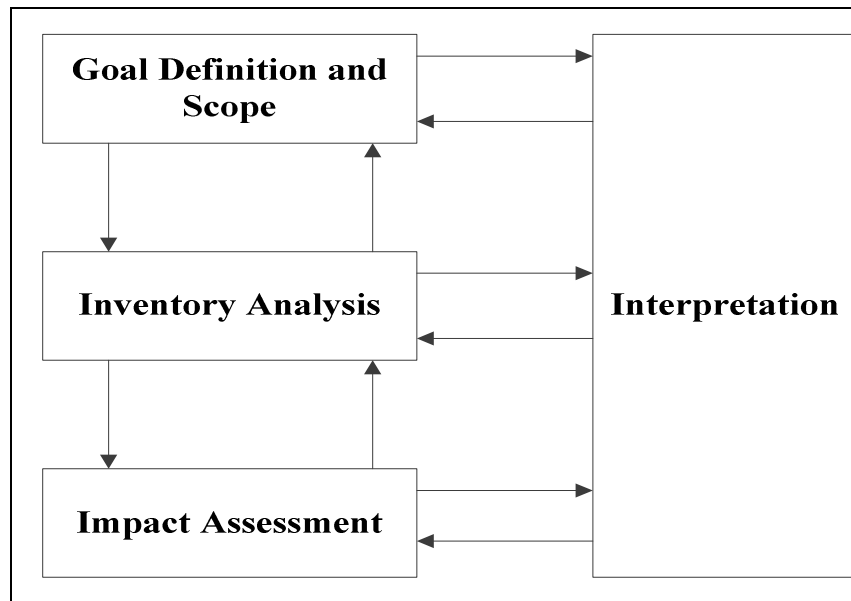 Goal Definition and
Scope
Inventory Analysis
Interpretation
Impact Assessment